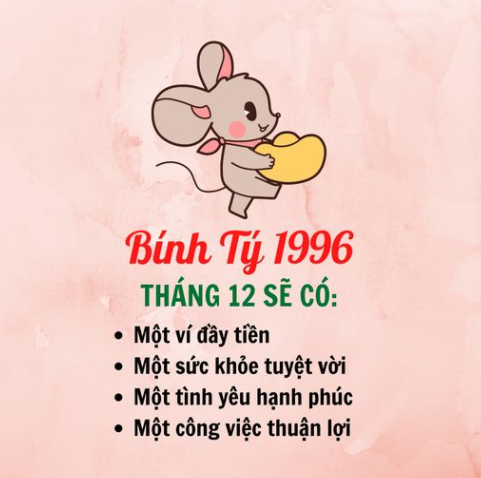 Bính Tý 1996
THÁNG 12 SẼ CÓ:
• Một ví đầy tiền
• Một sức khỏe tuyệt vời
• Một tình yêu hạnh phúc
• Một công việc thuận lợi